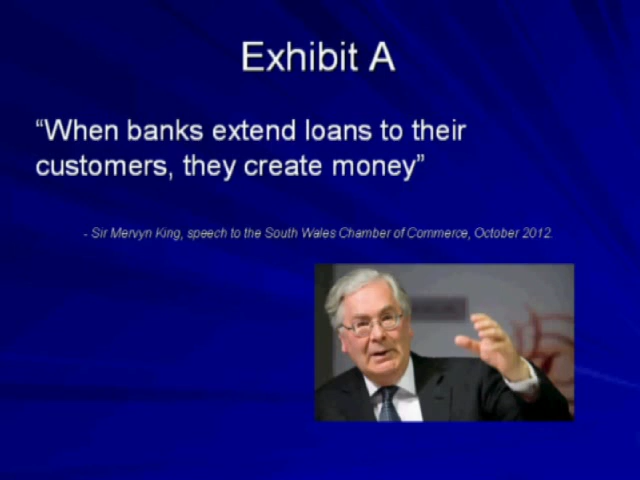 Exhibit A
“When banks extend loans to their
customers, they create money”
- Sir Mervyn King, speech to the South Wales Chamber of Commerce, October 2012.